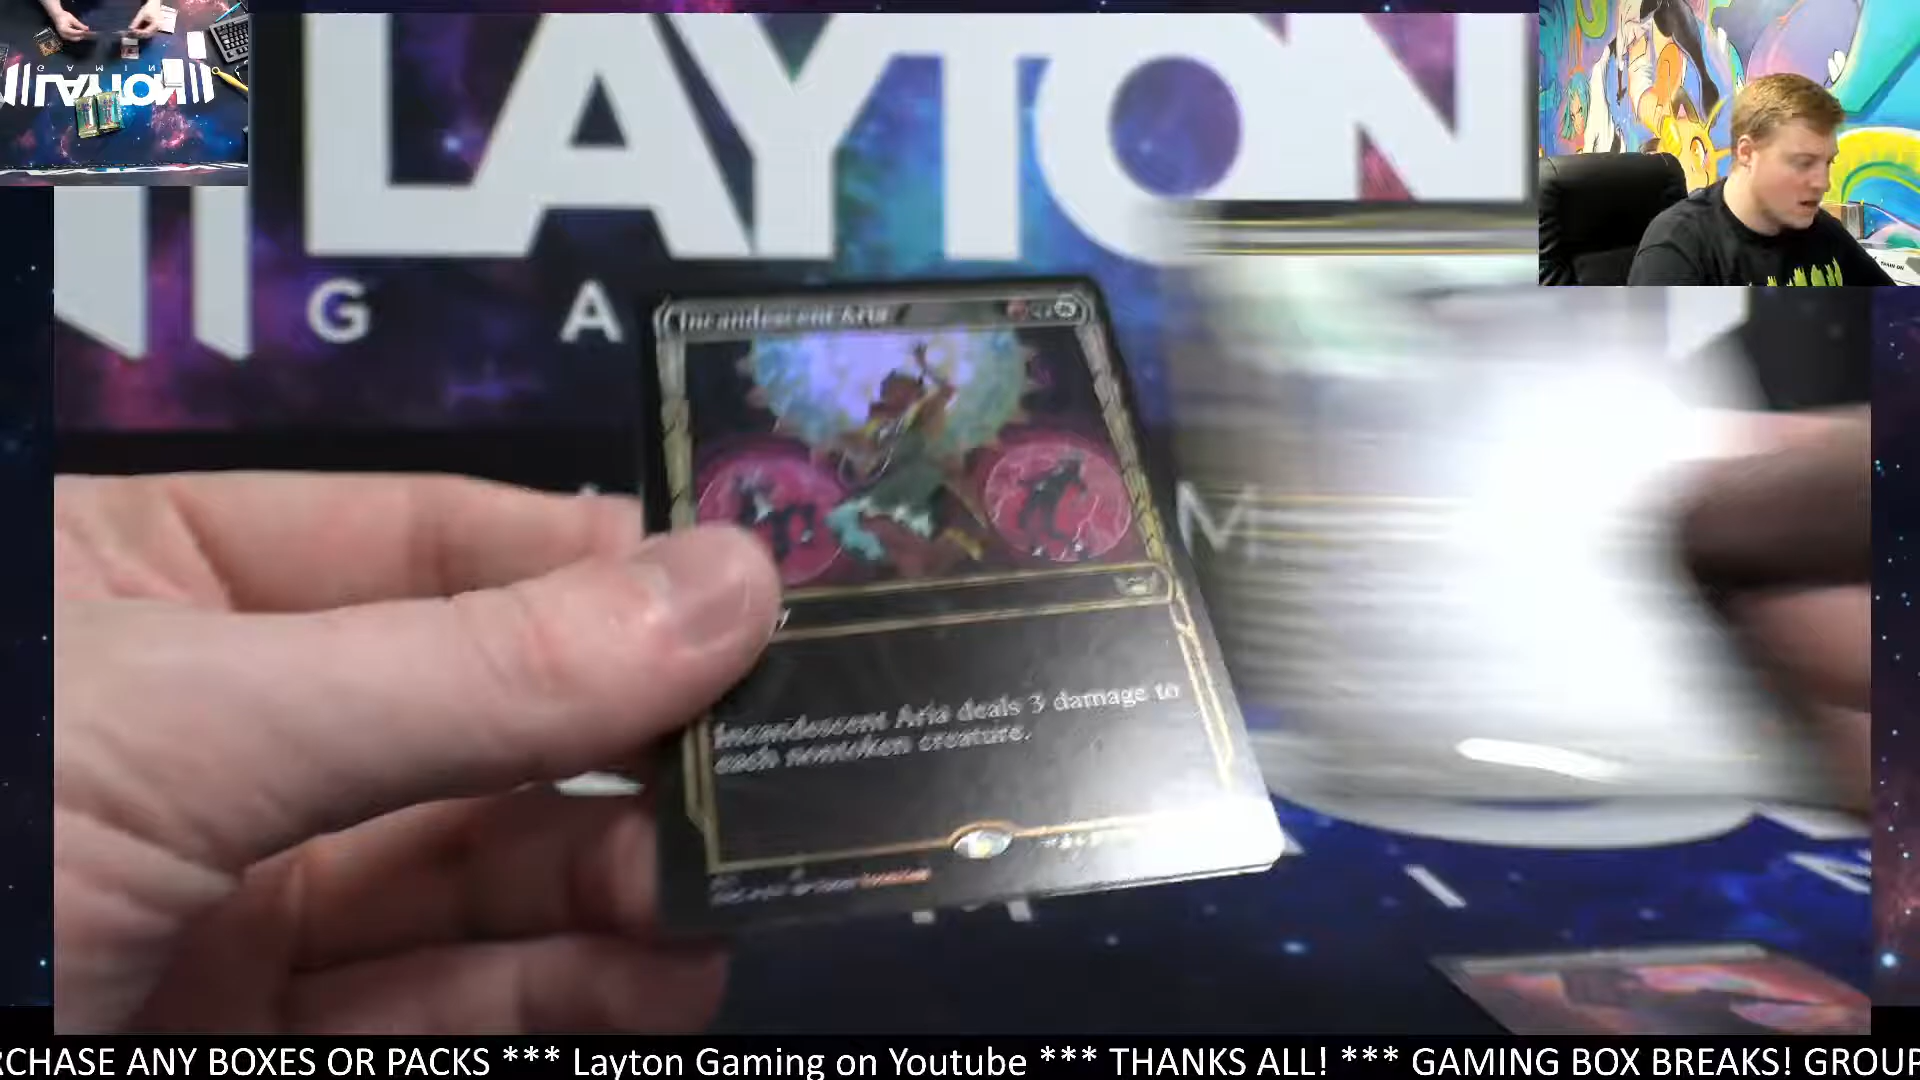 LAYTON
G A M
Incandescent Aria
Incandescent Aria deals 3 damage to
each nontoken creature.
RCHASE ANY BOXES OR PACKS *** Layton Gaming on Youtube *** THANKS ALL! *** GAMING BOX BREAKS! GROUP